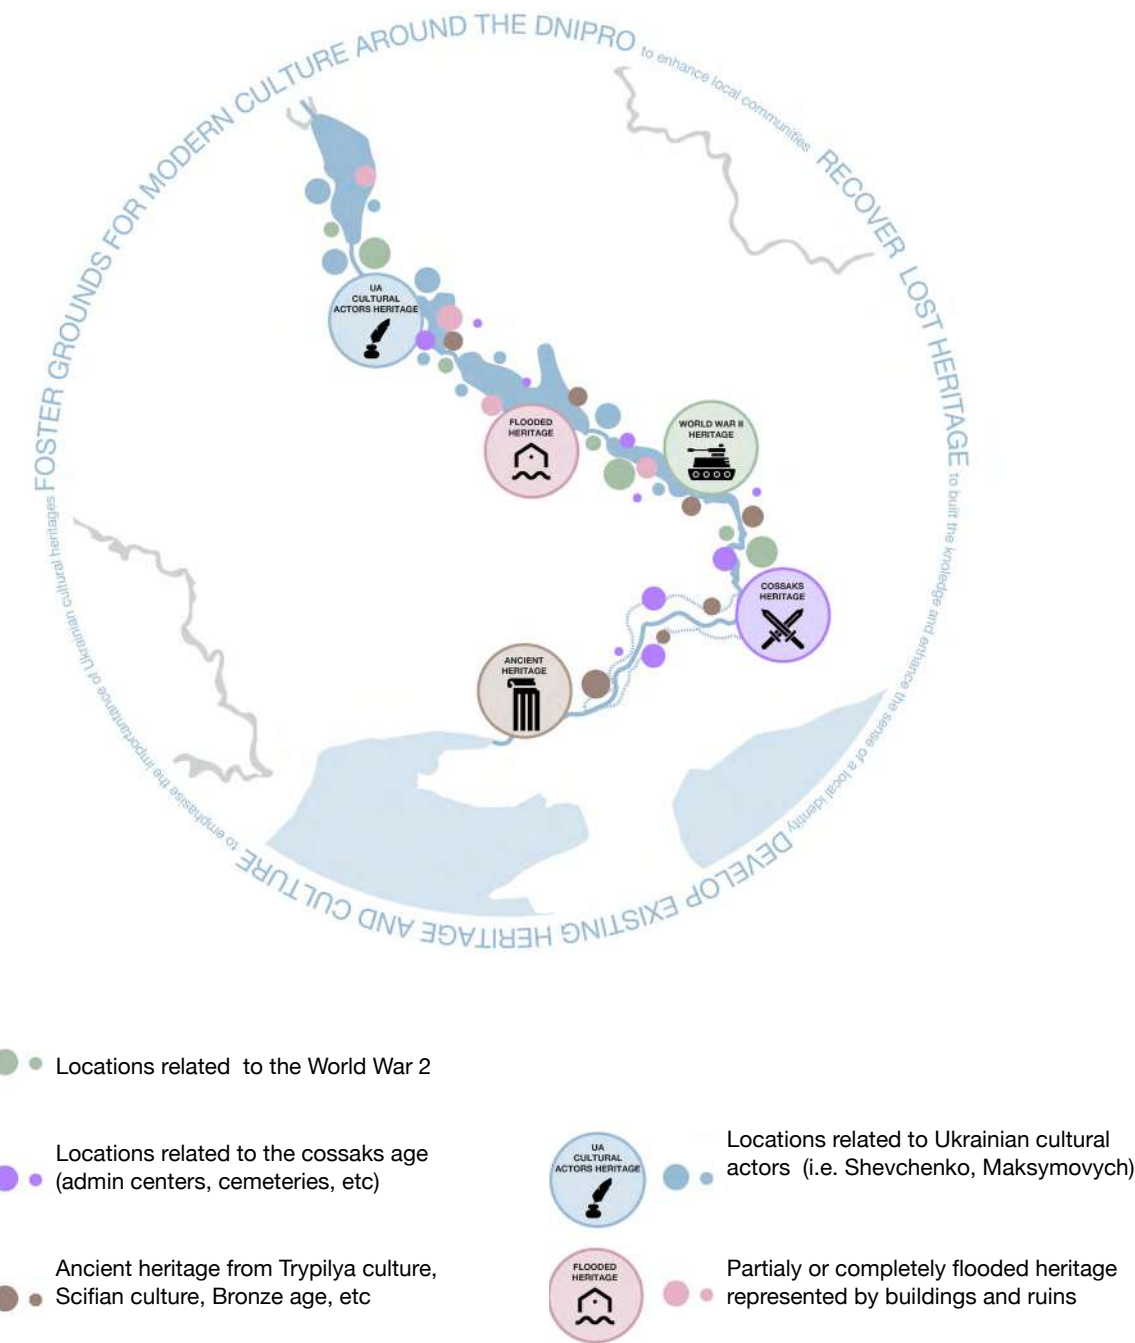 FOSTER GROUNDS FOR MODERN CULTURE AROUND THE DNIPRO to enhance local communities
RECOVER LOST HERITAGE to built the knoledge and enhance the sense of a local identity
DEVELOP EXISTING HERITAGE AND CULTURE to emphasise the importantance of Ukrainian cultural heritages
UA
CULTURAL
ACTORS HERITAGE
FLOODED
HERITAGE
WORLD WAR II
HERITAGE
COSSAKS
HERITAGE
ANCIENT
HERITAGE
Locations related to the World War 2
Locations related to the cossaks age
(admin centers, cemeteries, etc)
Ancient heritage from Trypilya culture,
Scifian culture, Bronze age, etc
UA
CULTURAL
ACTORS HERITAGE
Locations related to Ukrainian cultural
actors (i.e. Shevchenko, Maksymovych)
FLOODED
HERITAGE
Partialy or completely flooded heritage
represented by buildings and ruins